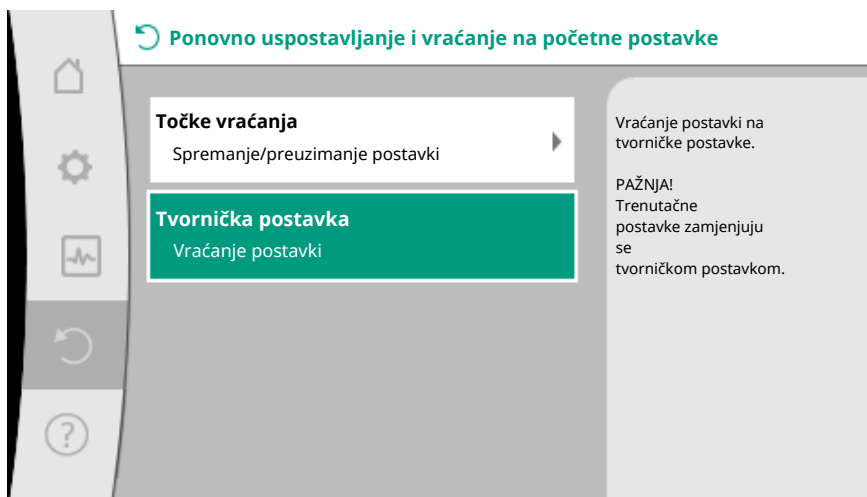 Ponovno uspostavljanje i vraćanje na početne postavke
Točke vraćanja
Spremanje/preuzimanje postavki
Tvornička postavka
Vraćanje postavki
Vraćanje postavki na
tvorničke postavke.
PAŽNJA!
Trenutačne
postavke zamjenjuju
se
tvorničkom postavkom.
?